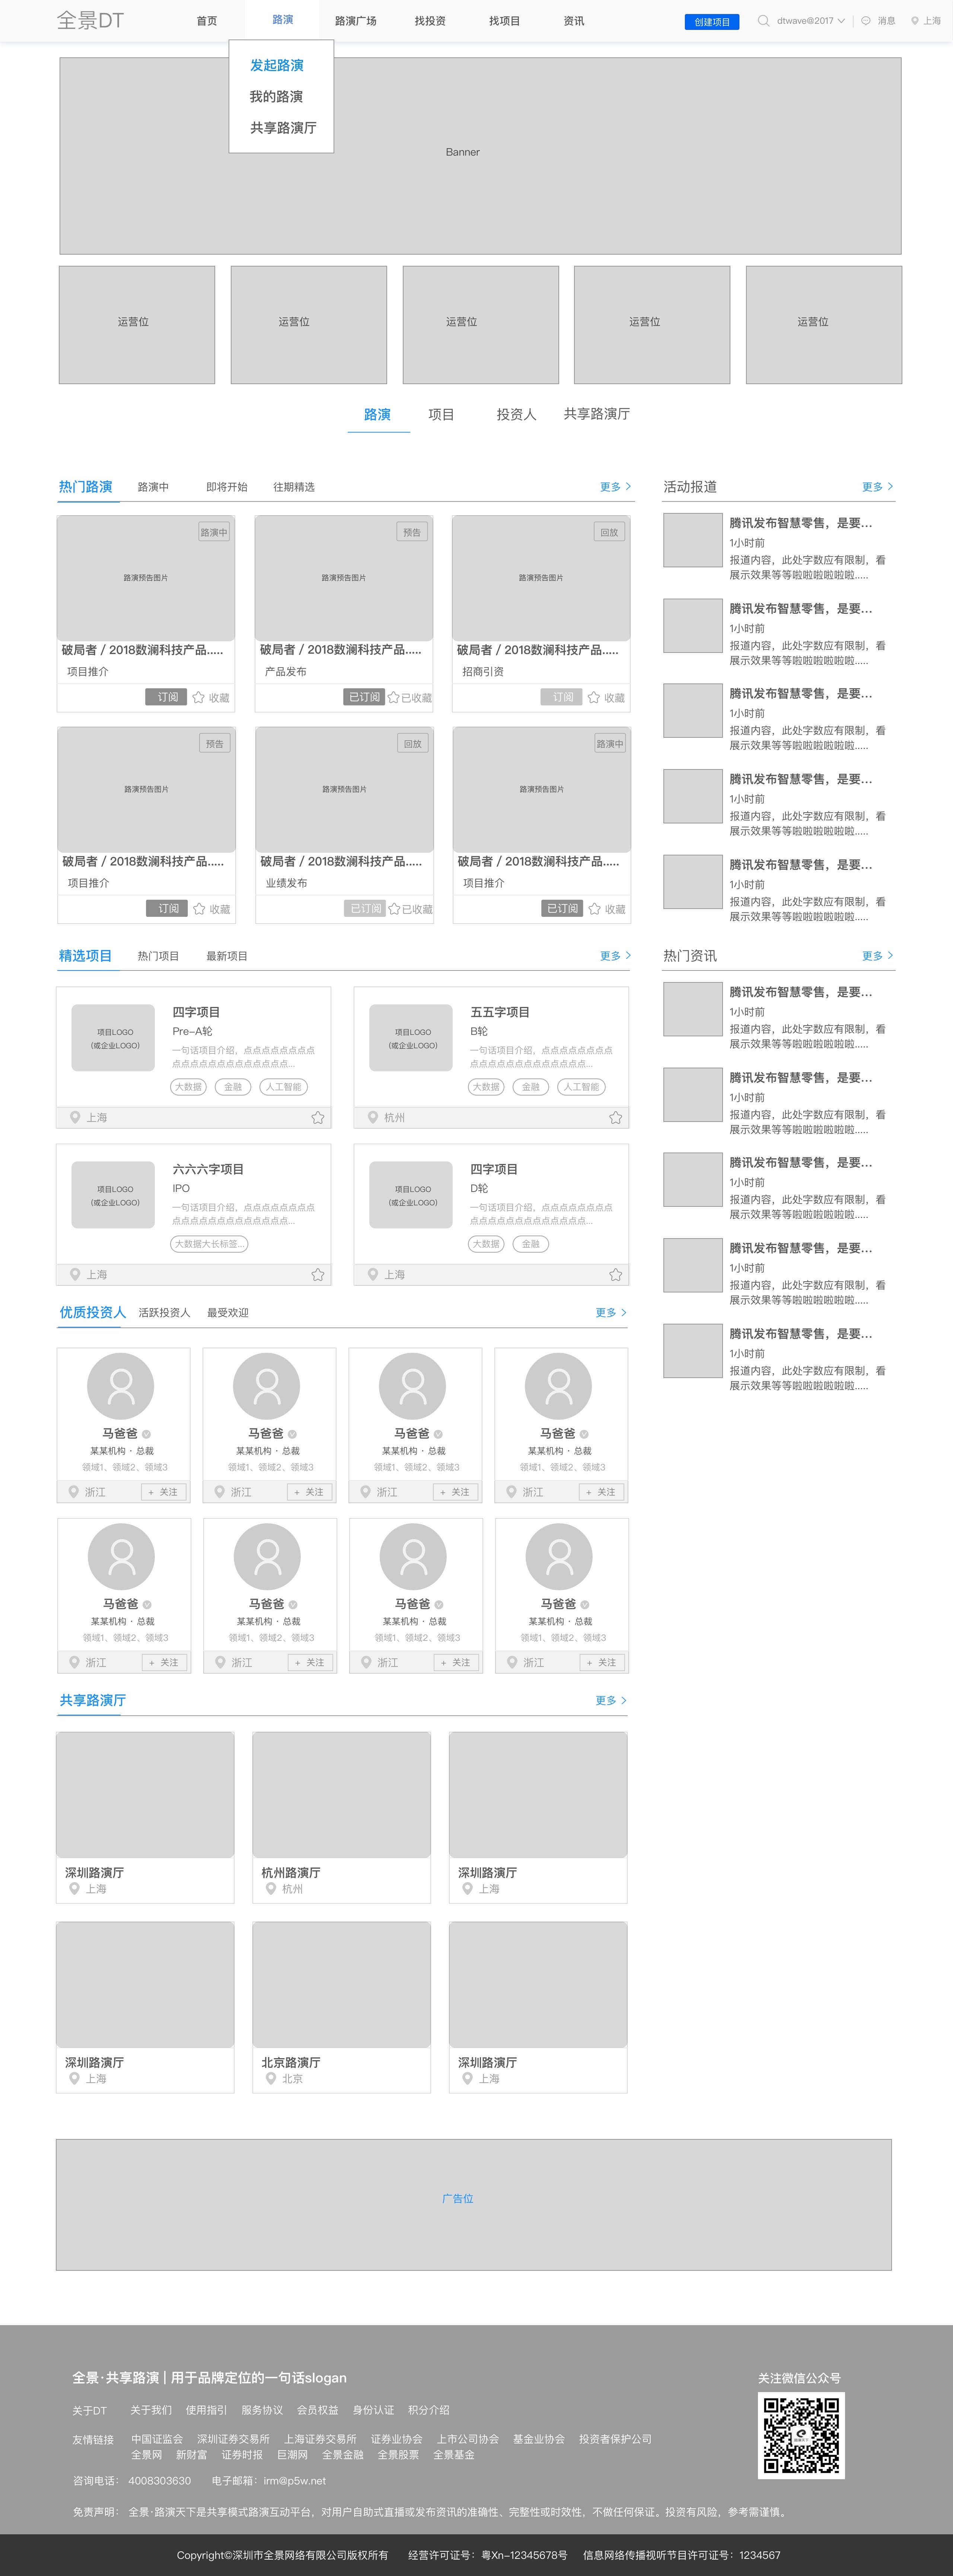 全景DT
首页 路演 路演广场 找投资 找项目 资讯 创建项目 dtwave@2017 消息 上海
发起路演
我的路演
共享路演厅
Banner
运营位 运营位 运营位 运营位 运营位
路演 项目 投资人 共享路演厅
热门路演 路演中 即将开始 往期精选 更多
路演中 预告 回放
路演预告图片 路演预告图片 路演预告图片
破局者 / 2018数澜科技产品..... 破局者 / 2018数澜科技产品..... 破局者 / 2018数澜科技产品.....
项目推介 产品发布 招商引资
订阅 收藏 已订阅 已收藏 订阅 收藏
预告 回放 路演中
路演预告图片 路演预告图片 路演预告图片
破局者 / 2018数澜科技产品..... 破局者 / 2018数澜科技产品..... 破局者 / 2018数澜科技产品.....
项目推介 业绩发布 项目推介
订阅 收藏 已订阅 已收藏 已订阅 收藏
活动报道 更多
腾讯发布智慧零售，是要...
1小时前
报道内容，此处字数应有限制，看
展示效果等等啦啦啦啦啦啦.....
腾讯发布智慧零售，是要...
1小时前
报道内容，此处字数应有限制，看
展示效果等等啦啦啦啦啦啦.....
腾讯发布智慧零售，是要...
1小时前
报道内容，此处字数应有限制，看
展示效果等等啦啦啦啦啦啦.....
腾讯发布智慧零售，是要...
1小时前
报道内容，此处字数应有限制，看
展示效果等等啦啦啦啦啦啦.....
腾讯发布智慧零售，是要...
1小时前
报道内容，此处字数应有限制，看
展示效果等等啦啦啦啦啦啦.....
精选项目 热门项目 最新项目 更多
项目LOGO
(或企业LOGO)
四字项目
Pre-A轮
一句话项目介绍，点点点点点点点点
点点点点点点点点点点点点点...
大数据 金融 人工智能
上海
项目LOGO
(或企业LOGO)
五五字项目
B轮
一句话项目介绍，点点点点点点点点
点点点点点点点点点点点点点...
大数据 金融 人工智能
杭州
项目LOGO
(或企业LOGO)
六六六字项目
IPO
一句话项目介绍，点点点点点点点点
点点点点点点点点点点点点点...
大数据大长标签...
上海
项目LOGO
(或企业LOGO)
四字项目
D轮
一句话项目介绍，点点点点点点点点
点点点点点点点点点点点点点...
大数据 金融
上海
热门资讯 更多
腾讯发布智慧零售，是要...
1小时前
报道内容，此处字数应有限制，看
展示效果等等啦啦啦啦啦啦.....
腾讯发布智慧零售，是要...
1小时前
报道内容，此处字数应有限制，看
展示效果等等啦啦啦啦啦啦.....
腾讯发布智慧零售，是要...
1小时前
报道内容，此处字数应有限制，看
展示效果等等啦啦啦啦啦啦.....
腾讯发布智慧零售，是要...
1小时前
报道内容，此处字数应有限制，看
展示效果等等啦啦啦啦啦啦.....
腾讯发布智慧零售，是要...
1小时前
报道内容，此处字数应有限制，看
展示效果等等啦啦啦啦啦啦.....
优质投资人 活跃投资人 最受欢迎 更多
马爸爸 马爸爸 马爸爸 马爸爸
某某机构 · 总裁 某某机构 · 总裁 某某机构 · 总裁 某某机构 · 总裁
领域1、领域2、领域3 领域1、领域2、领域3 领域1、领域2、领域3 领域1、领域2、领域3
浙江 + 关注 浙江 + 关注 浙江 + 关注 浙江 + 关注
马爸爸 马爸爸 马爸爸 马爸爸
某某机构 · 总裁 某某机构 · 总裁 某某机构 · 总裁 某某机构 · 总裁
领域1、领域2、领域3 领域1、领域2、领域3 领域1、领域2、领域3 领域1、领域2、领域3
浙江 + 关注 浙江 + 关注 浙江 + 关注 浙江 + 关注
共享路演厅 更多
深圳路演厅 杭州路演厅 深圳路演厅
上海 杭州 上海
深圳路演厅 北京路演厅 深圳路演厅
上海 北京 上海
广告位
全景·共享路演 | 用于品牌定位的一句话slogan
关注微信公众号
关于DT 关于我们 使用指引 服务协议 会员权益 身份认证 积分介绍
友情链接 中国证监会 深圳证券交易所 上海证券交易所 证券业协会 上市公司协会 基金业协会 投资者保护公司
全景网 新财富 证券时报 巨潮网 全景金融 全景股票 全景基金
咨询电话： 4008303630 电子邮箱：irm@p5w.net
免责声明： 全景·路演天下是共享模式路演互动平台，对用户自助式直播或发布资讯的准确性、完整性或时效性，不做任何保证。投资有风险，参考需谨慎。
Copyright©深圳市全景网络有限公司版权所有 经营许可证号：粤Xn-12345678号 信息网络传播视听节目许可证号：1234567